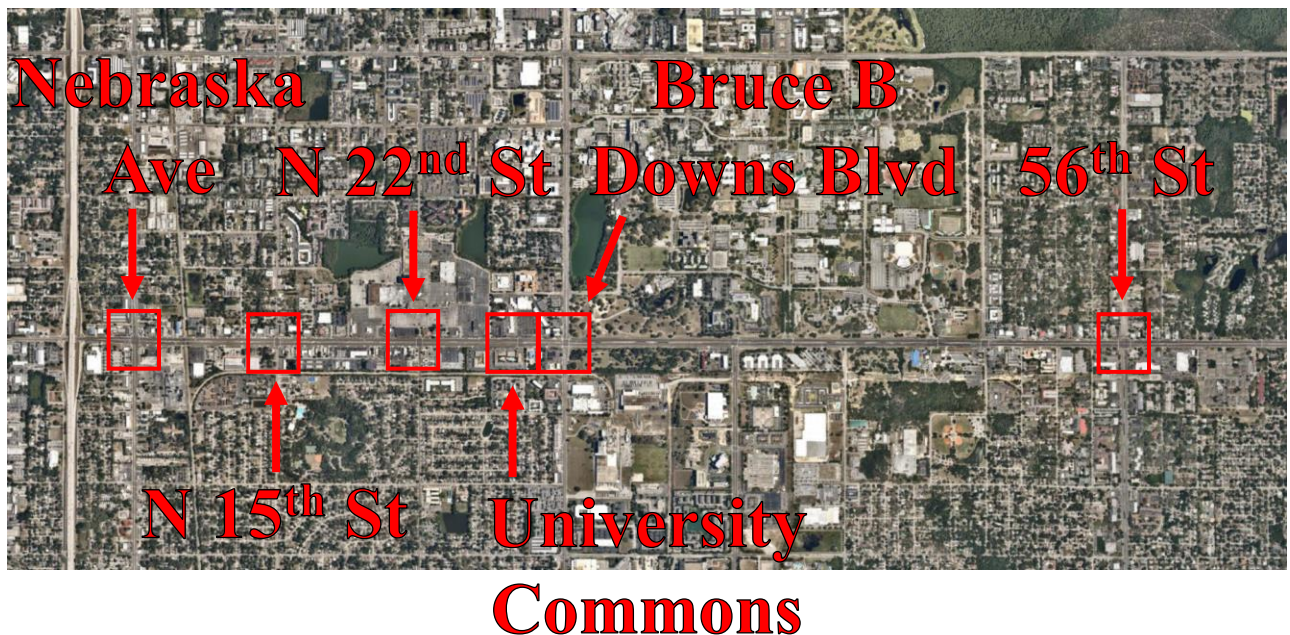 Nebraska
Ave
N 22nd St
Bruce B
Downs Blvd
56th St
N 15th St
University
Commons